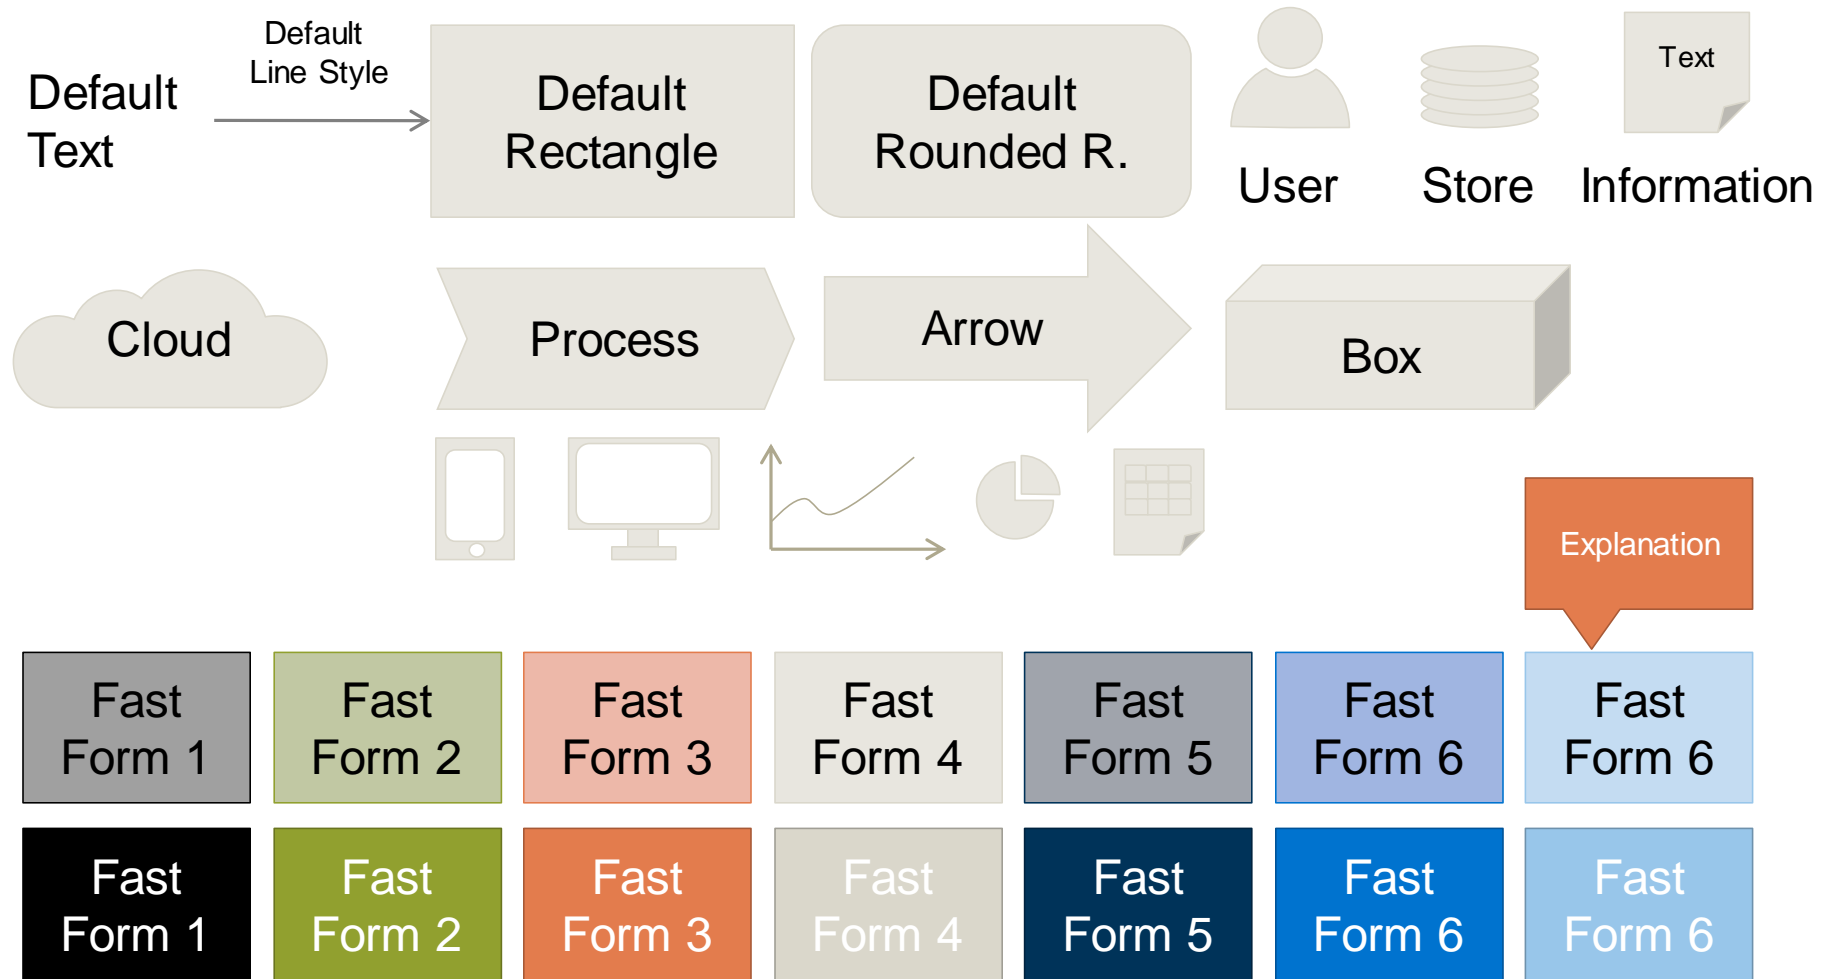 Default
Text
Default
Line Style
Default
Rectangle
Default
Rounded R.
User
Store
Text
Information
Cloud
Process
Arrow
Box
Explanation
Fast
Form 1
Fast
Form 2
Fast
Form 3
Fast
Form 4
Fast
Form 5
Fast
Form 6
Fast
Form 6
Fast
Form 1
Fast
Form 2
Fast
Form 3
Fast
Form 4
Fast
Form 5
Fast
Form 6
Fast
Form 6